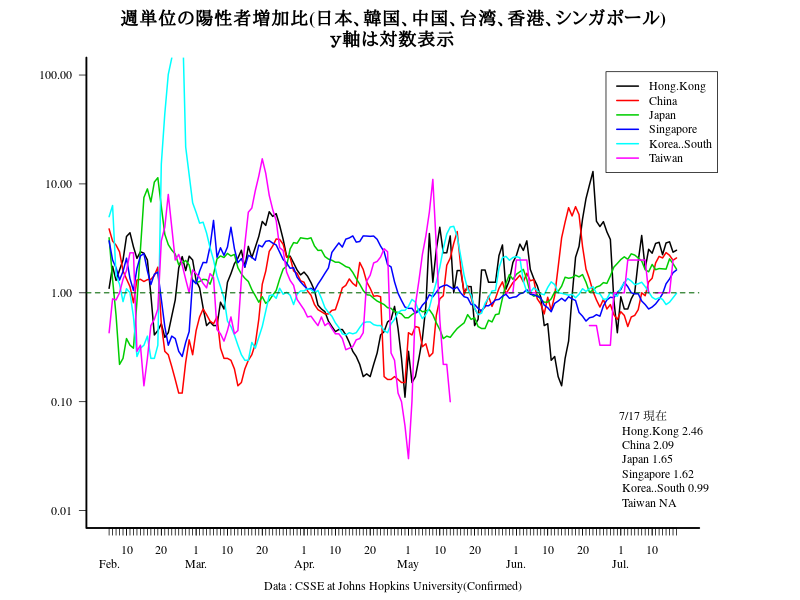 週単位の陽性者増加比(日本、韓国、中国、台湾、香港、シンガポール)
y軸は対数表示
100.00
10.00
1.00
0.10
0.01
Hong.Kong
China
Japan
Singapore
Korea..South
Taiwan
7/17 現在
Hong.Kong 2.46
China 2.09
Japan 1.65
Singapore 1.62
Korea..South 0.99
Taiwan NA
10 20 1 10 20 1 10 20 1 10 20 1 10 20 1 10
Feb. Mar. Apr. May Jun. Jul.
Data : CSSE at Johns Hopkins University(Confirmed)